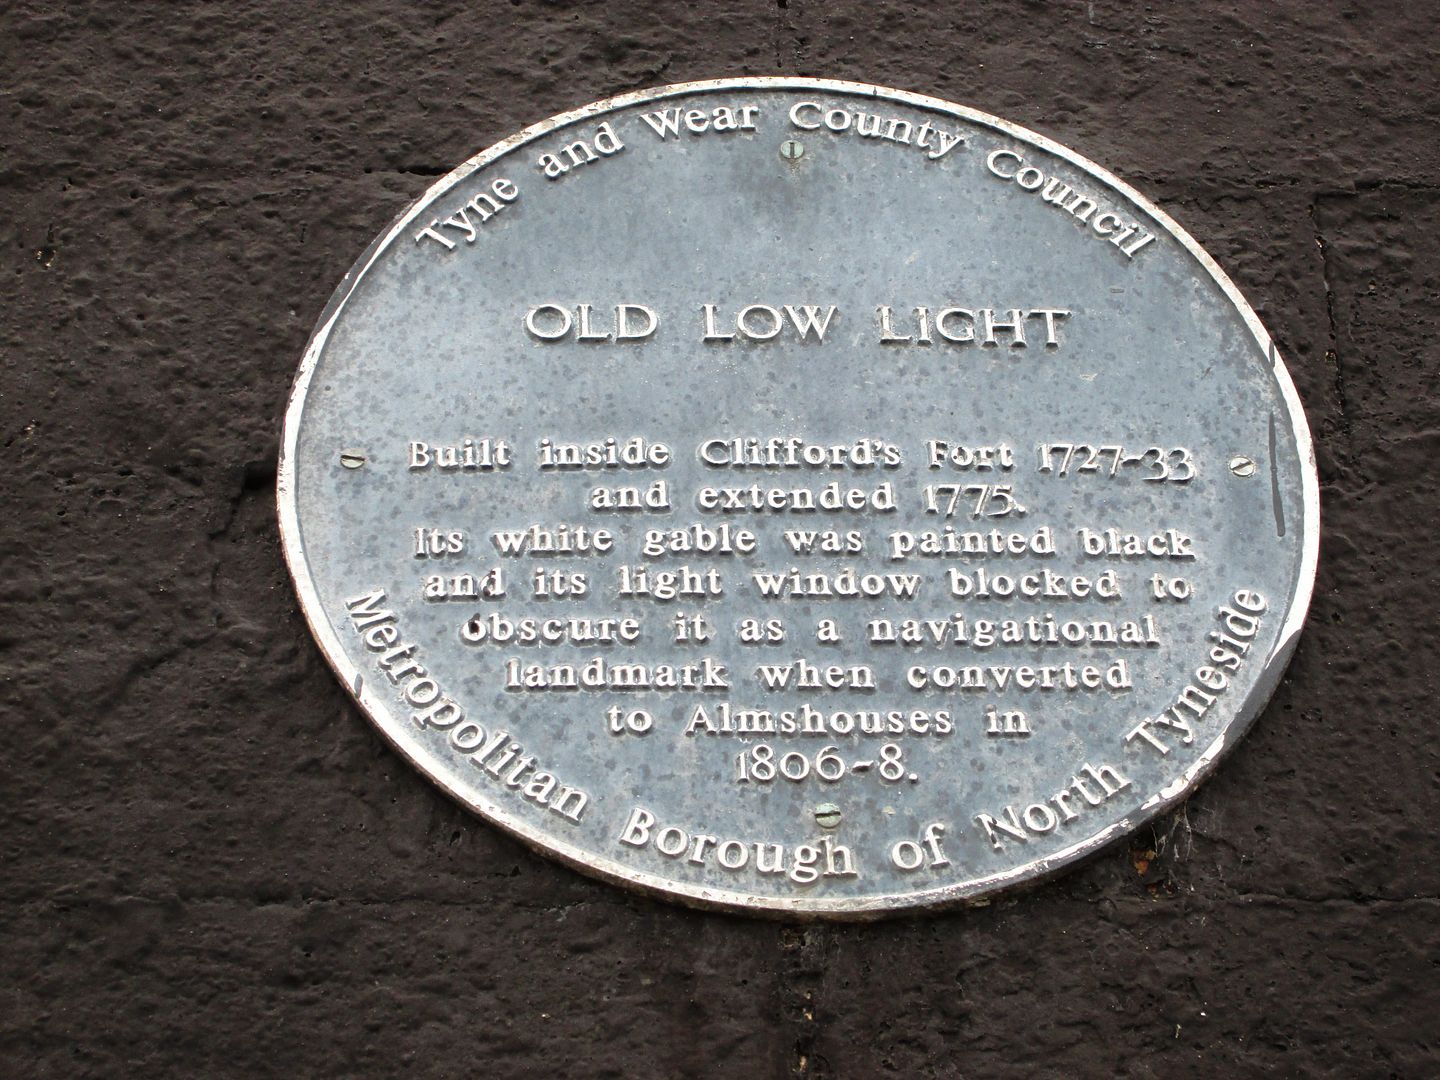 Tyne and Wear County Council
OLD LOW LIGHT
Built inside Clifford's Fort 1727-33
and extended 1775.
Its white gable was painted black
and its light window blocked to
obscure it as a navigational
landmark when converted
to Almshouses in
1806-8.
Metropolitan Borough of North Tyneside